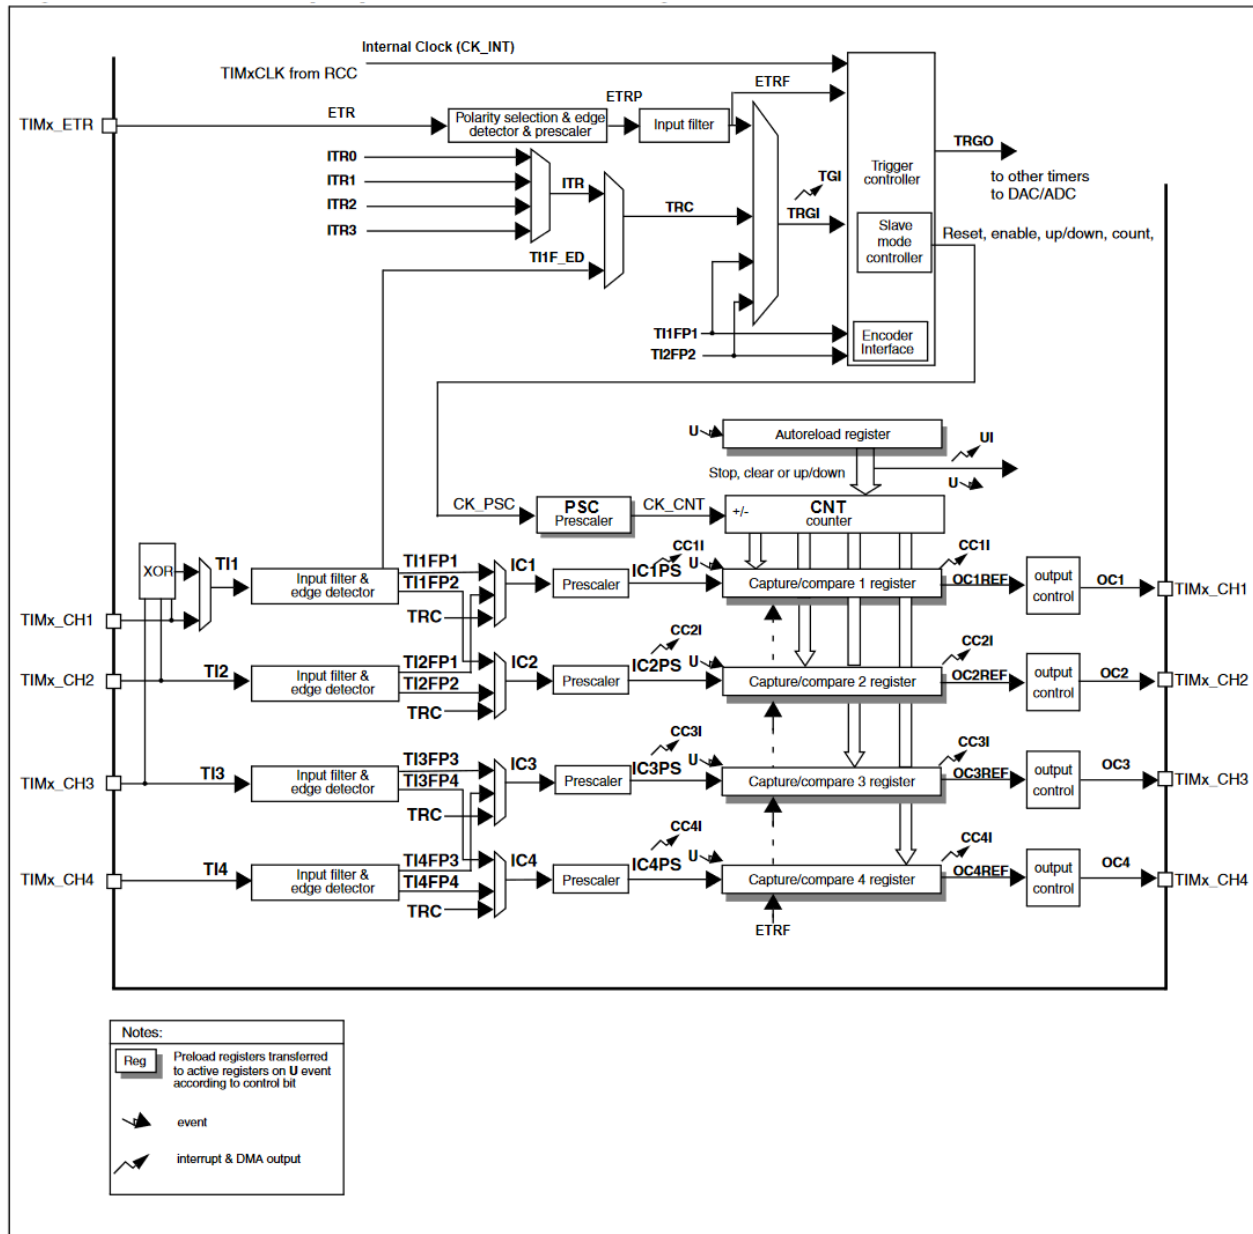 Internal Clock (CK_INT)
TIMxCLK from RCC
ETRF
ETRP
ETR
TIMx_ETR
Polarity selection & edge
detector & prescaler
Input filter
TRGO
to other timers
to DAC/ADC
Trigger
controller
ITR0
ITR1
ITR2
ITR3
ITR
TRC
TGI
TRGI
Slave
mode
controller
Reset, enable, up/down, count,
TI1F_ED
TI1FP1
TI2FP2
Encoder
Interface
U
Autoreload register
UI
Stop, clear or up/down
U
CK_PSC
PSC
Prescaler
CK_CNT
+/-
CNT
counter
XOR
TI1
Input filter &
edge detector
TI1FP1
TI1FP2
TRC
IC1
Prescaler
IC1PS
CC1I
U
Capture/compare 1 register
CC1I
OC1REF
output
control
OC1
TIMx_CH1
TIMx_CH1
TIMx_CH2
TI2
Input filter &
edge detector
TI2FP1
TI2FP2
TRC
IC2
Prescaler
IC2PS
CC2I
U
Capture/compare 2 register
CC2I
OC2REF
output
control
OC2
TIMx_CH2
TIMx_CH3
TI3
Input filter &
edge detector
TI3FP3
TI3FP4
TRC
IC3
Prescaler
IC3PS
CC3I
U
Capture/compare 3 register
CC3I
OC3REF
output
control
OC3
TIMx_CH3
TIMx_CH4
TI4
Input filter &
edge detector
TI4FP3
TI4FP4
TRC
IC4
Prescaler
IC4PS
CC4I
U
Capture/compare 4 register
CC4I
OC4REF
output
control
OC4
TIMx_CH4
ETRF
Notes:
Reg
Preload registers transferred
to active registers on U event
according to control bit
event
interrupt & DMA output